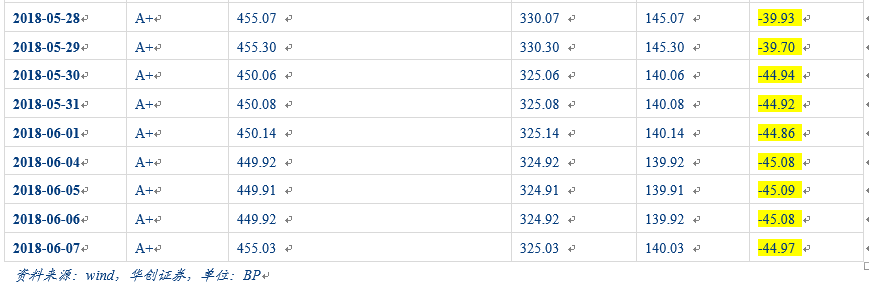 2018-05-28 A+ 455.07 330.07 145.07 -39.93
2018-05-29 A+ 455.30 330.30 145.30 -39.70
2018-05-30 A+ 450.06 325.06 140.06 -44.94
2018-05-31 A+ 450.08 325.08 140.08 -44.92
2018-06-01 A+ 450.14 325.14 140.14 -44.86
2018-06-04 A+ 449.92 324.92 139.92 -45.08
2018-06-05 A+ 449.91 324.91 139.91 -45.09
2018-06-06 A+ 449.92 324.92 139.92 -45.08
2018-06-07 A+ 455.03 325.03 140.03 -44.97
资料来源：wind，华创证券，单位：BP